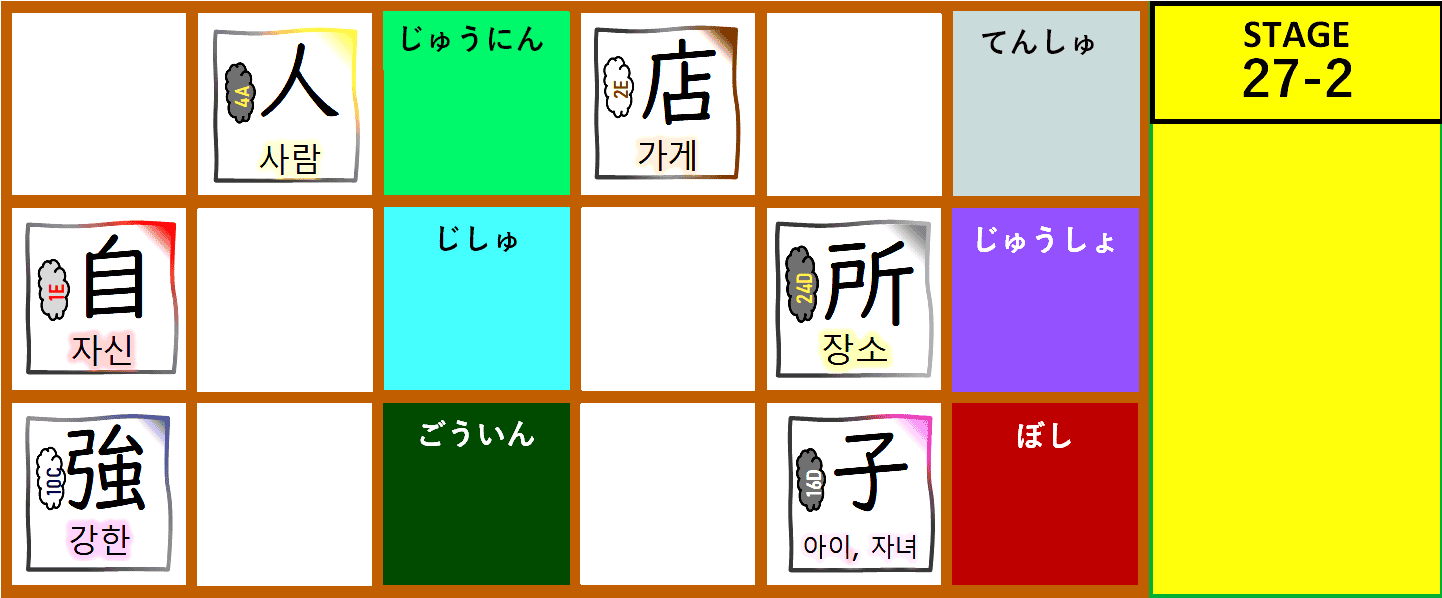 4A
人
사람
じゅうにん
2E
店
가게
てんしゅ
STAGE
27-2
1E
自
자신
じしゅ
24D
所
장소
じゅうしょ
10C
強
강한
ごういん
16D
子
아이, 자녀
ぼし